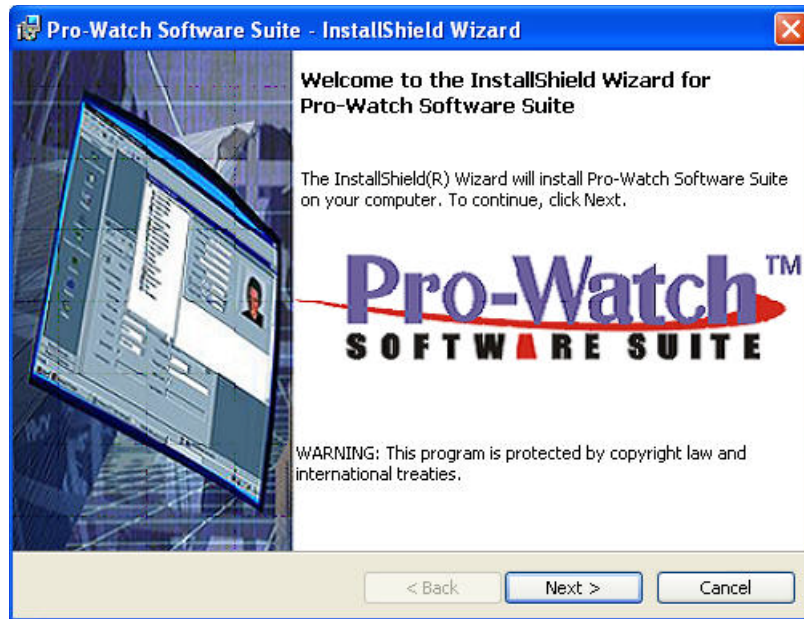 Pro-Watch Software Suite - InstallShield Wizard
Welcome to the InstallShield Wizard for
Pro-Watch Software Suite
The InstallShield(R) Wizard will install Pro-Watch Software Suite
on your computer. To continue, click Next.
Pro-Watch™
SOFTWARE SUITE
WARNING: This program is protected by copyright law and
international treaties.
< Back
Next >
Cancel